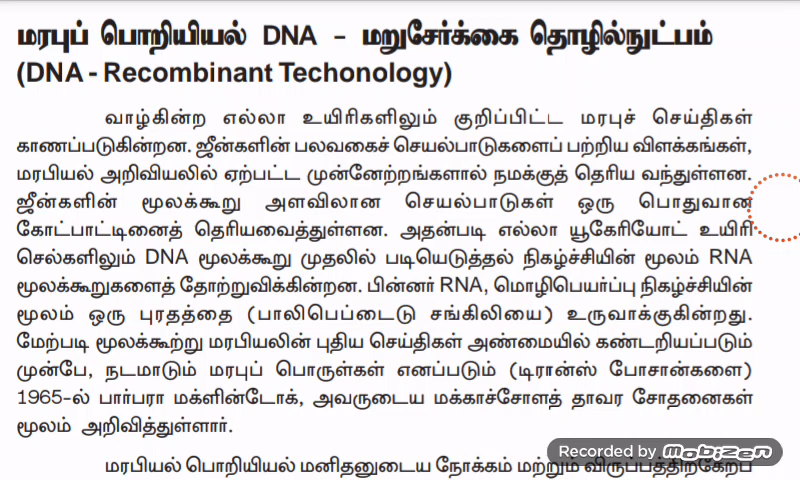 மரபுப் பொறியியல் DNA – மறுசேர்க்கை தொழில்நுட்பம்
(DNA - Recombinant Techonology)
வாழ்கின்ற எல்லா உயிரிகளிலும் குறிப்பிட்ட மரபுச் செய்திகள்
காணப்படுகின்றன. ஜீன்களின் பலவகைச் செயல்பாடுகளைப் பற்றிய விளக்கங்கள்,
மரபியல் அறிவியலில் ஏற்பட்ட முன்னேற்றங்களால் நமக்குத் தெரிய வந்துள்ளன.
ஜீன்களின் மூலக்கூறு அளவிலான செயல்பாடுகள் ஒரு பொதுவான
கோட்பாட்டினைத் தெரியவைத்துள்ளன. அதன்படி எல்லா யூகேரியோட் உயிரி
செல்களிலும் DNA மூலக்கூறு முதலில் படியெடுத்தல் நிகழ்ச்சியின் மூலம் RNA
மூலக்கூறுகளைத் தோற்றுவிக்கின்றன. பின்னர் RNA, மொழிபெயர்ப்பு நிகழ்ச்சியின்
மூலம் ஒரு புரதத்தை (பாலிபெப்டைடு சங்கிலியை) உருவாக்குகின்றது.
மேற்படி மூலக்கூற்று மரபியலின் புதிய செய்திகள் அண்மையில் கண்டறியப்படும்
முன்பே, நடமாடும் மரபுப் பொருள்கள் எனப்படும் (டிரான்ஸ் போசான்களை)
1965–ல் பார்பரா மக்ளின்டோக், அவருடைய மக்காச்சோளத் தாவர சோதனைகள்
மூலம் அறிவித்துள்ளார்.
Recorded by Mobizen
மரபியல் பொறியியல் மனிதனுடைய நோக்கம் மற்றும் விருப்பத்திற்கேற்ப